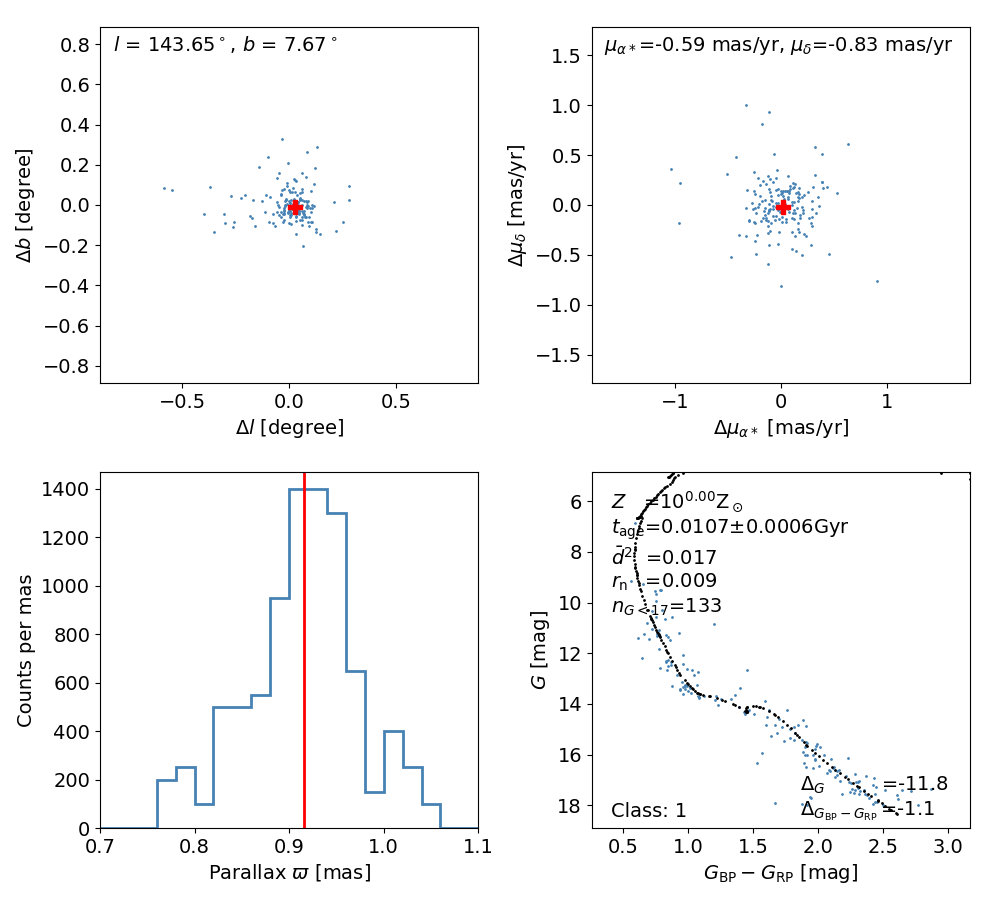 l = 143.65°, b = 7.67°
0.8
0.6
0.4
0.2
0.0
−0.2
−0.4
−0.6
−0.8
−0.5
0.0
0.5
Δb [degree]
Δl [degree]
μα*=-0.59 mas/yr, μδ=-0.83 mas/yr
1.5
1.0
0.5
0.0
−0.5
−1.0
−1.5
−1
0
1
Δμδ [mas/yr]
Δμα* [mas/yr]
1400
1200
1000
800
600
400
200
0
0.7
0.8
0.9
1.0
1.1
Counts per mas
Parallax ϖ [mas]
Z =10^0.00 Z⊙
t_age=0.0107±0.0006Gyr
d̄² =0.017
r_n =0.009
n_G<17=133
Δ_G =-11.8
Δ_G_BP−G_RP =-1.1
Class: 1
6
8
10
12
14
16
18
0.5
1.0
1.5
2.0
2.5
3.0
G [mag]
G_BP − G_RP [mag]